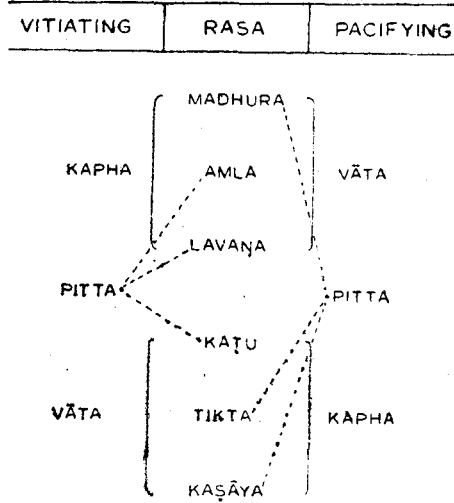 VITIATING RASA PACIFYING
MADHURA
KAPHA AMLA VĀTA
LAVAṆA
PITTA PITTA
KAṬU
VĀTA TIKTA KAPHA
KAṢĀYA